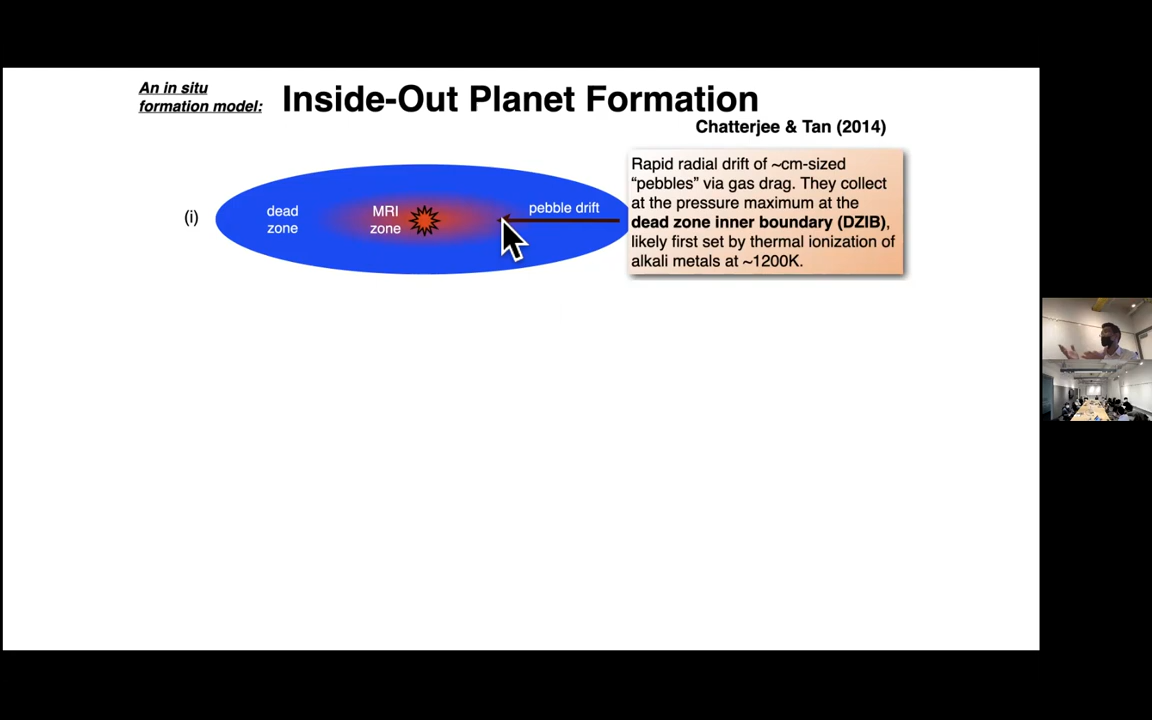 An in situ
formation model:
Inside-Out Planet Formation
Chatterjee & Tan (2014)
(i)
dead
zone
MRI
zone
pebble drift
Rapid radial drift of ~cm-sized
“pebbles” via gas drag. They collect
at the pressure maximum at the
dead zone inner boundary (DZIB),
likely first set by thermal ionization of
alkali metals at ~1200K.